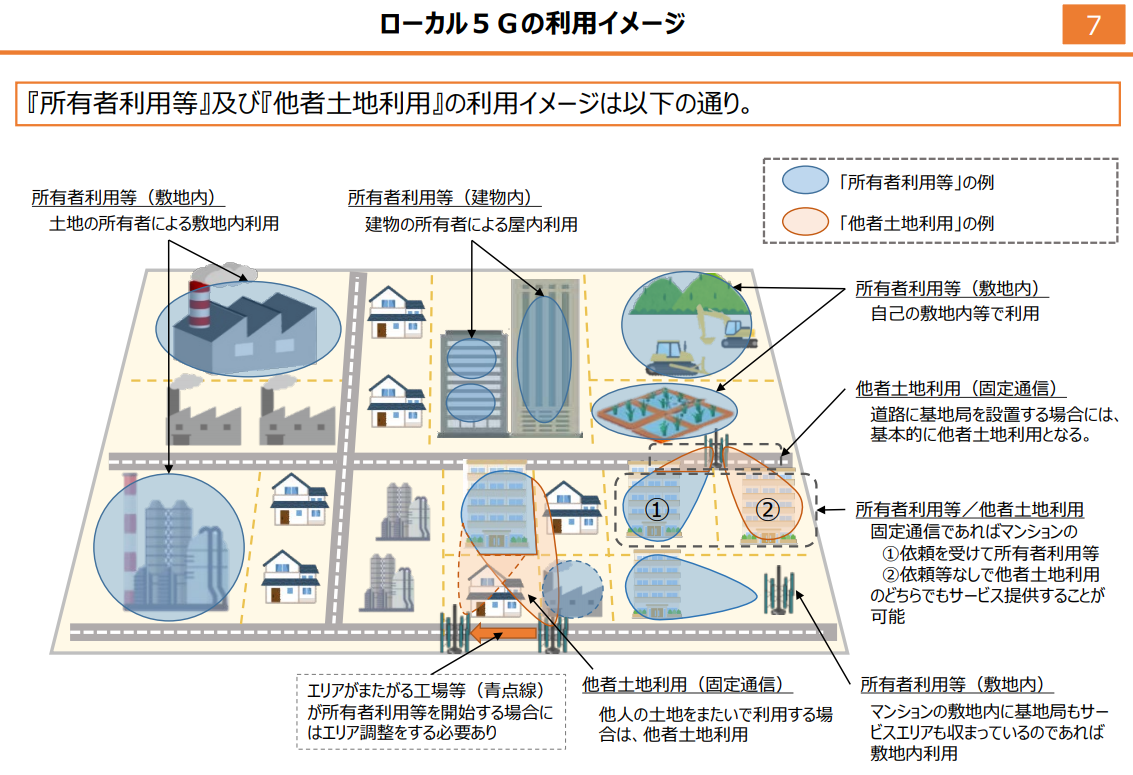 ローカル５Ｇの利用イメージ
7
『所有者利用等』及び『他者土地利用』の利用イメージは以下の通り。
「所有者利用等」の例
「他者土地利用」の例
所有者利用等（敷地内）
土地の所有者による敷地内利用
所有者利用等（建物内）
建物の所有者による屋内利用
所有者利用等（敷地内）
自己の敷地内等で利用
他者土地利用（固定通信）
道路に基地局を設置する場合には、
基本的に他者土地利用となる。
①
②
所有者利用等／他者土地利用
固定通信であればマンションの
①依頼を受けて所有者利用等
②依頼等なしで他者土地利用
のどちらでもサービス提供することが
可能
エリアがまたがる工場等（青点線）
が所有者利用等を開始する場合に
はエリア調整をする必要あり
他者土地利用（固定通信）
他人の土地をまたいで利用する場
合は、他者土地利用
所有者利用等（敷地内）
マンションの敷地内に基地局もサー
ビスエリアも収まっているのであれば
敷地内利用